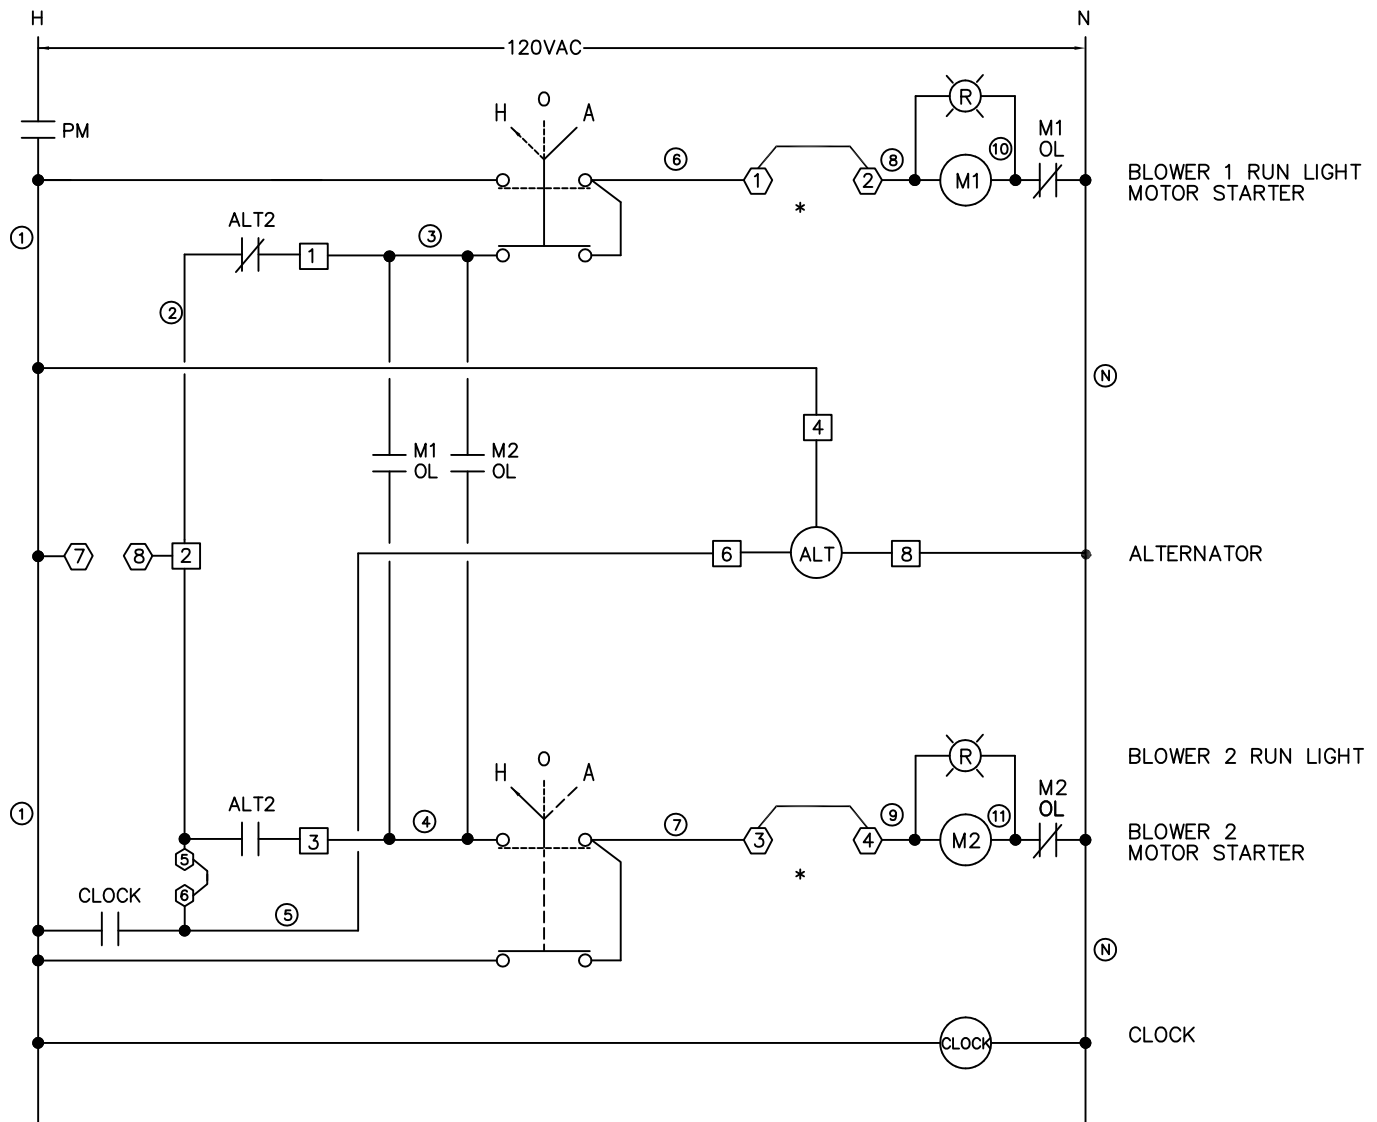 H N
120VAC
PM
H O A
6
1
2
8
R
10
M1
M1
OL
BLOWER 1 RUN LIGHT
MOTOR STARTER
*
1
ALT2
1
3
2
N
4
M1
OL
M2
OL
7
8
2
6
ALT
8
ALTERNATOR
H O A
R
BLOWER 2 RUN LIGHT
1
ALT2
3
4
7
3
4
9
M2
11
M2
OL
BLOWER 2
MOTOR STARTER
*
5
6
CLOCK
5
N
CLOCK
CLOCK